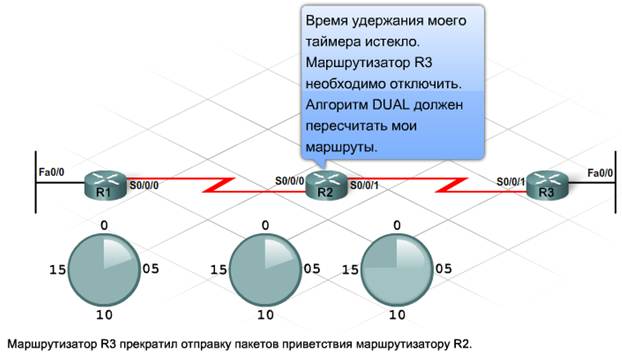 Время удержания моего
таймера истекло.
Маршрутизатор R3
необходимо отключить.
Алгоритм DUAL должен
пересчитать мои
маршруты.
Fa0/0
R1
S0/0/0
S0/0/0
R2
S0/0/1
S0/0/1
R3
Fa0/0
0
15
05
10
0
15
05
10
0
15
05
10
Маршрутизатор R3 прекратил отправку пакетов приветствия маршрутизатору R2.